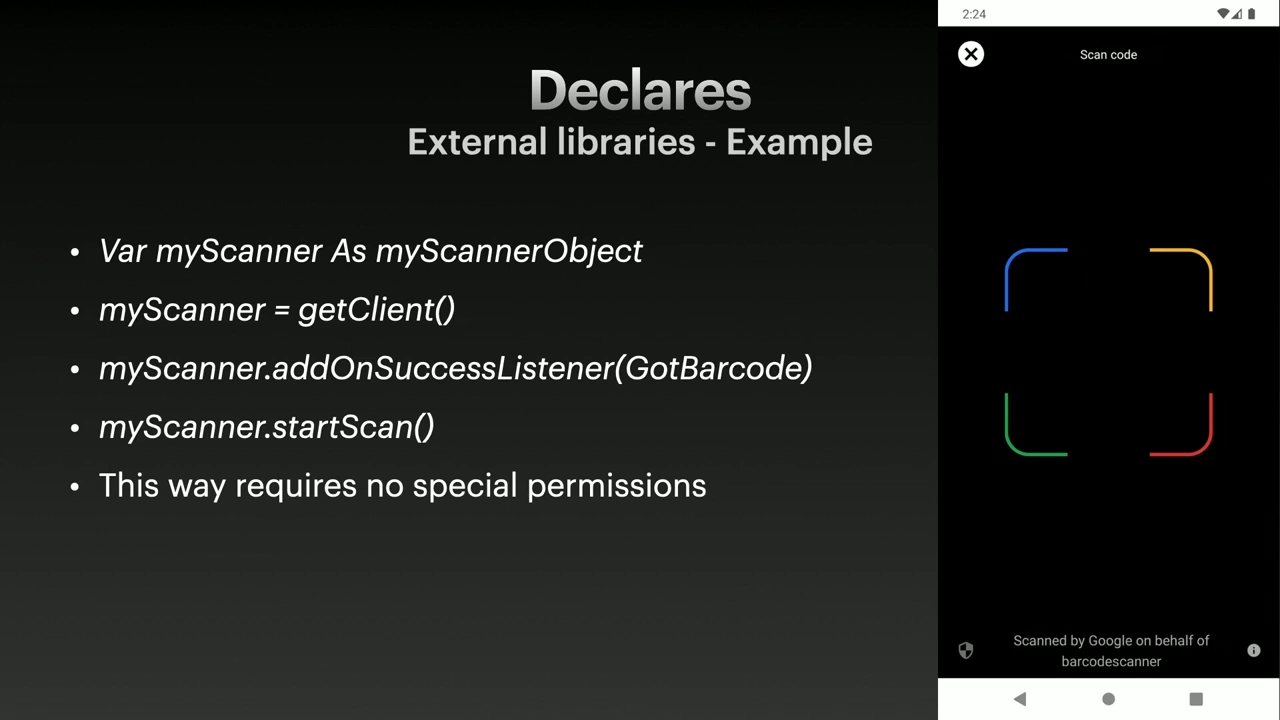 Declares
External libraries - Example
• Var myScanner As myScannerObject
• myScanner = getClient()
• myScanner.addOnSuccessListener(GotBarcode)
• myScanner.startScan()
• This way requires no special permissions
2:24
Scan code
Scanned by Google on behalf of
barcodescanner